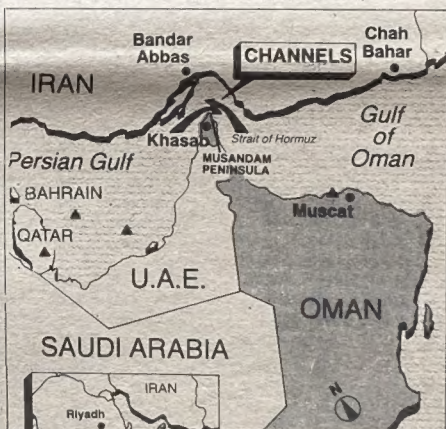 Bandar
Abbas
Chah
Bahar
CHANNELS
IRAN
Gulf
of
Oman
Khasab
Strait of Hormuz
Persian Gulf
MUSANDAM
PENINSULA
BAHRAIN
Muscat
QATAR
U.A.E.
OMAN
SAUDI ARABIA
IRAN
Riyadh
N